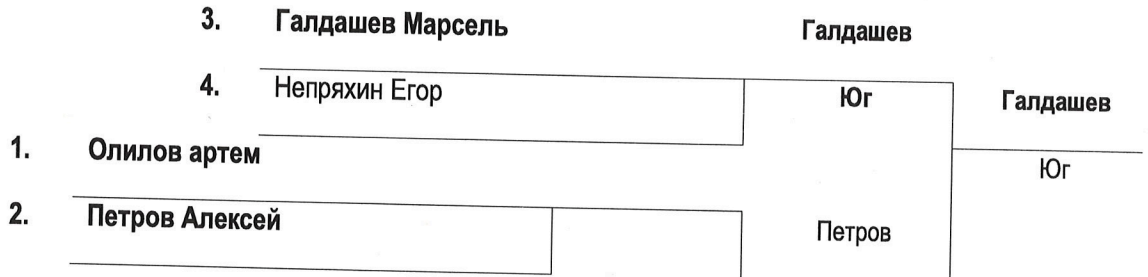 3. Галдашев Марсель Галдашев
4. Непряхин Егор Юг Галдашев
1. Олилов артем Юг
2. Петров Алексей Петров